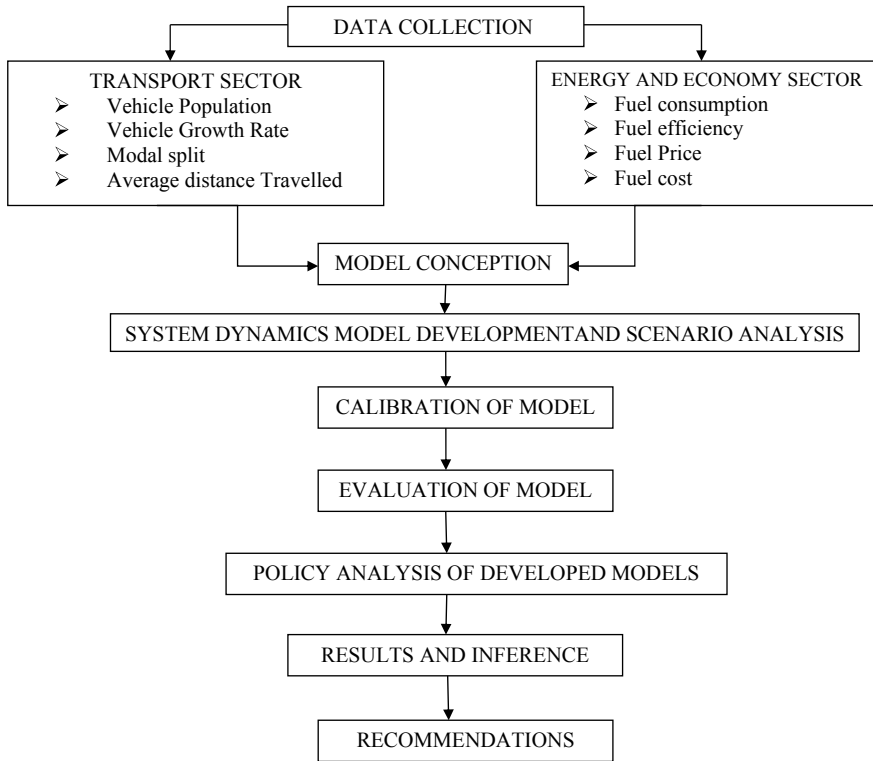 DATA COLLECTION
TRANSPORT SECTOR
➢ Vehicle Population
➢ Vehicle Growth Rate
➢ Modal split
➢ Average distance Travelled
ENERGY AND ECONOMY SECTOR
➢ Fuel consumption
➢ Fuel efficiency
➢ Fuel Price
➢ Fuel cost
MODEL CONCEPTION
SYSTEM DYNAMICS MODEL DEVELOPMENTAND SCENARIO ANALYSIS
CALIBRATION OF MODEL
EVALUATION OF MODEL
POLICY ANALYSIS OF DEVELOPED MODELS
RESULTS AND INFERENCE
RECOMMENDATIONS